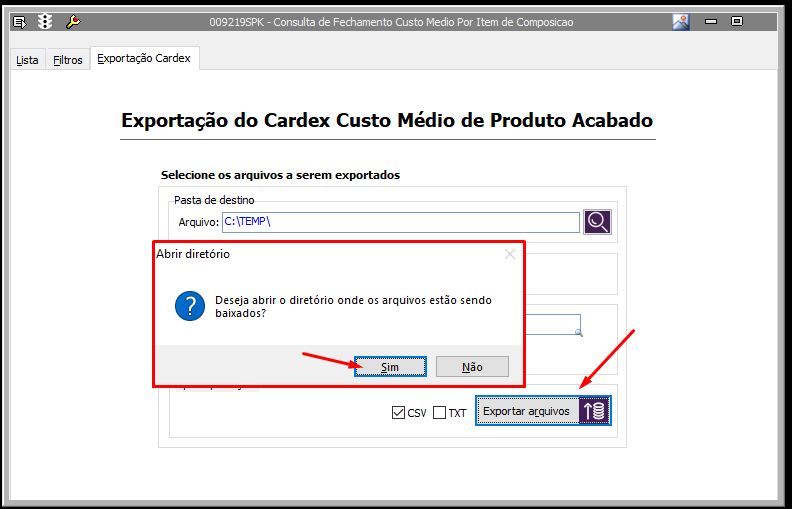 009219SPK - Consulta de Fechamento Custo Medio Por Item de Composicao
Lista Filtros Exportação Cardex
Exportação do Cardex Custo Médio de Produto Acabado
Selecione os arquivos a serem exportados
Pasta de destino
Arquivo: C:\TEMP\
Abrir diretório
Deseja abrir o diretório onde os arquivos estão sendo
baixados?
Sim Não
CSV TXT Exportar arquivos